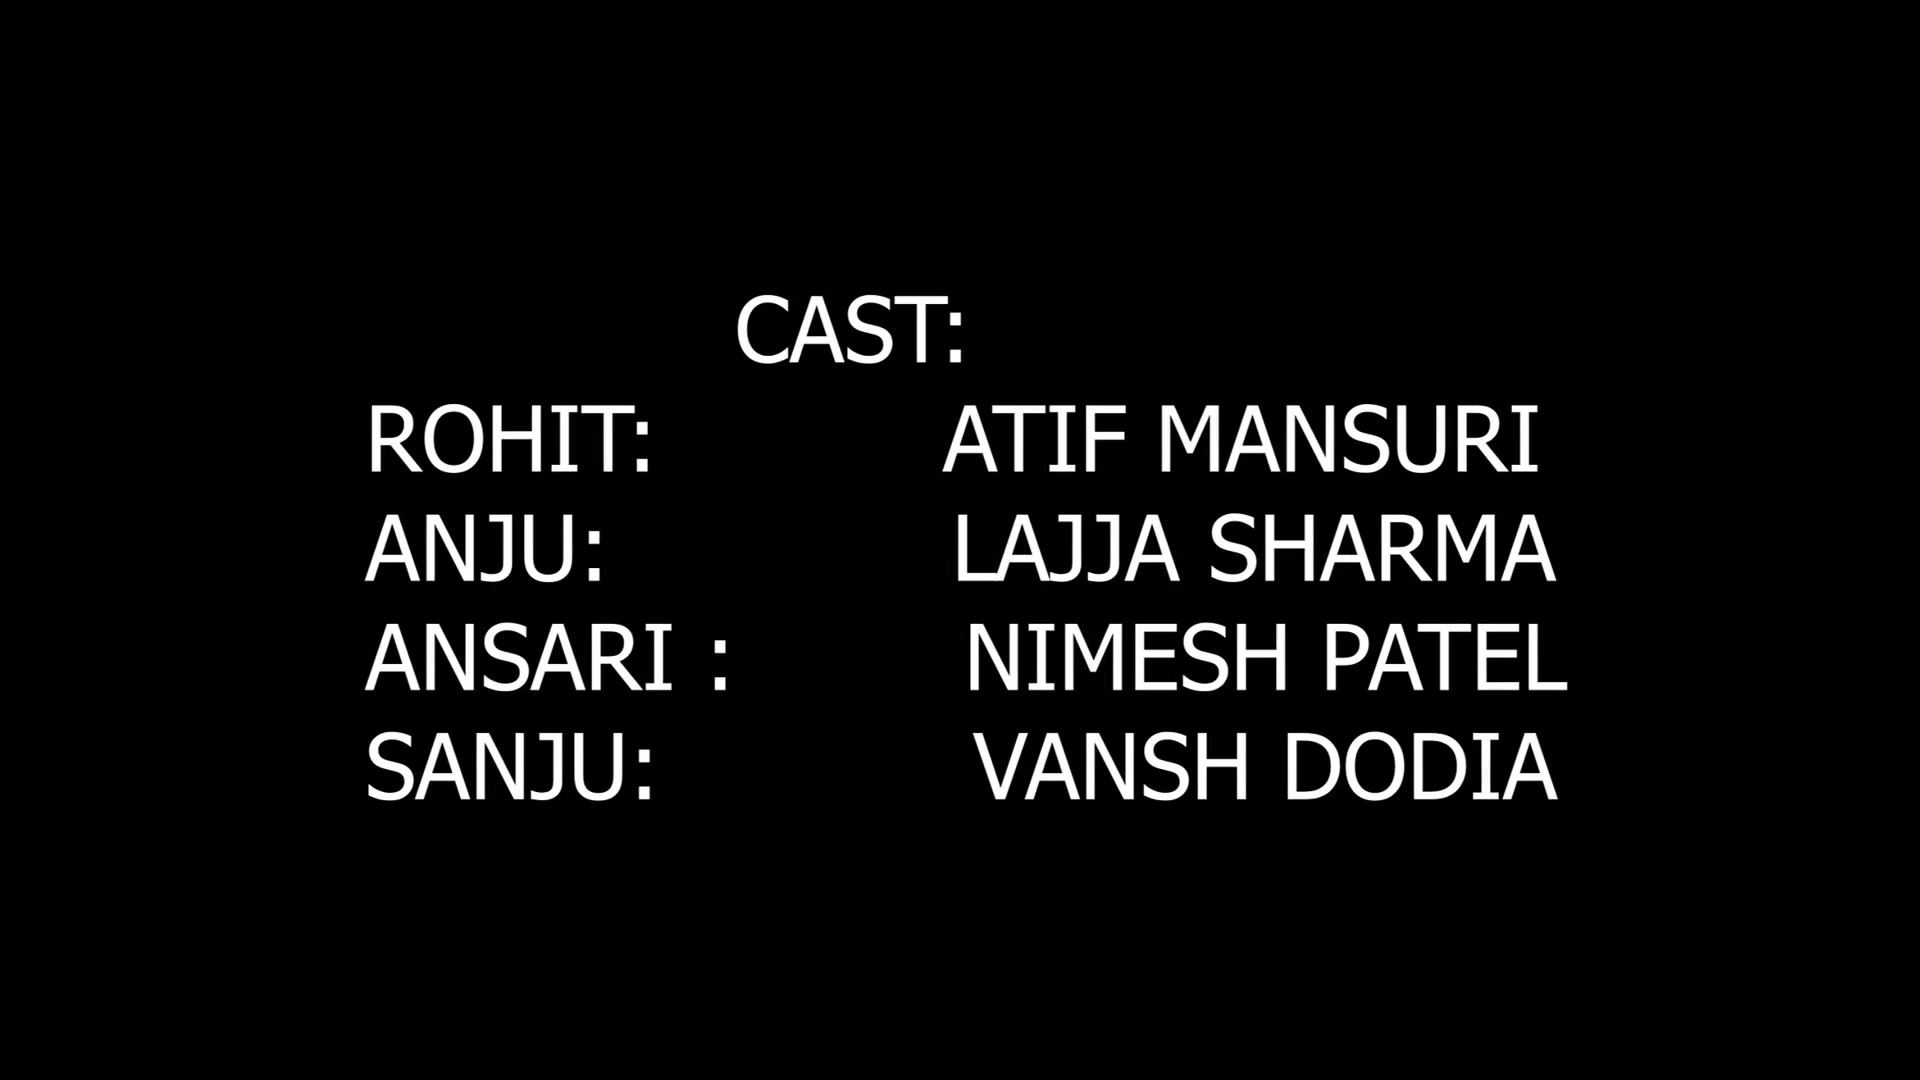 CAST:
ROHIT: ATIF MANSURI
ANJU: LAJJA SHARMA
ANSARI : NIMESH PATEL
SANJU: VANSH DODIA